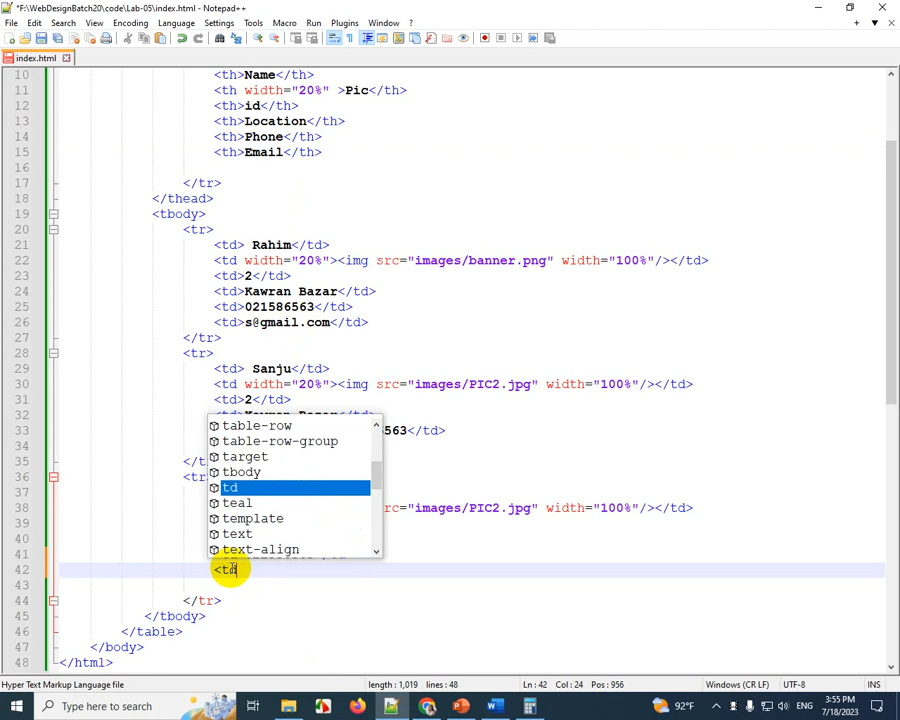 *F:\WebDesignBatch20\code\Lab-05\index.html - Notepad++
File Edit Search View Encoding Language Settings Tools Macro Run Plugins Window ?
index.html
10 <th>Name</th>
11 <th width="20%" >Pic</th>
12 <th>id</th>
13 <th>Location</th>
14 <th>Phone</th>
15 <th>Email</th>
16
17 </tr>
18 </thead>
19 <tbody>
20 <tr>
21 <td> Rahim</td>
22 <td width="20%"><img src="images/banner.png" width="100%"/></td>
23 <td>2</td>
24 <td>Kawran Bazar</td>
25 <td>021586563</td>
26 <td>s@gmail.com</td>
27 </tr>
28 <tr>
29 <td> Sanju</td>
30 <td width="20%"><img src="images/PIC2.jpg" width="100%"/></td>
31 <td>2</td>
32 <td>Kawran Bazar</td>
33 563</td>
34
35 </t
36 <tr
37
38 src="images/PIC2.jpg" width="100%"/></td>
39
40
41
42 <td
43
44 </tr>
45 </tbody>
46 </table>
47 </body>
48 </html>
table-row
table-row-group
target
tbody
td
teal
template
text
text-align
Hyper Text Markup Language file length : 1,019 lines : 48 Ln : 42 Col : 24 Pos : 956 Windows (CR LF) UTF-8 INS
Type here to search
92°F
ENG
3:55 PM
7/18/2023